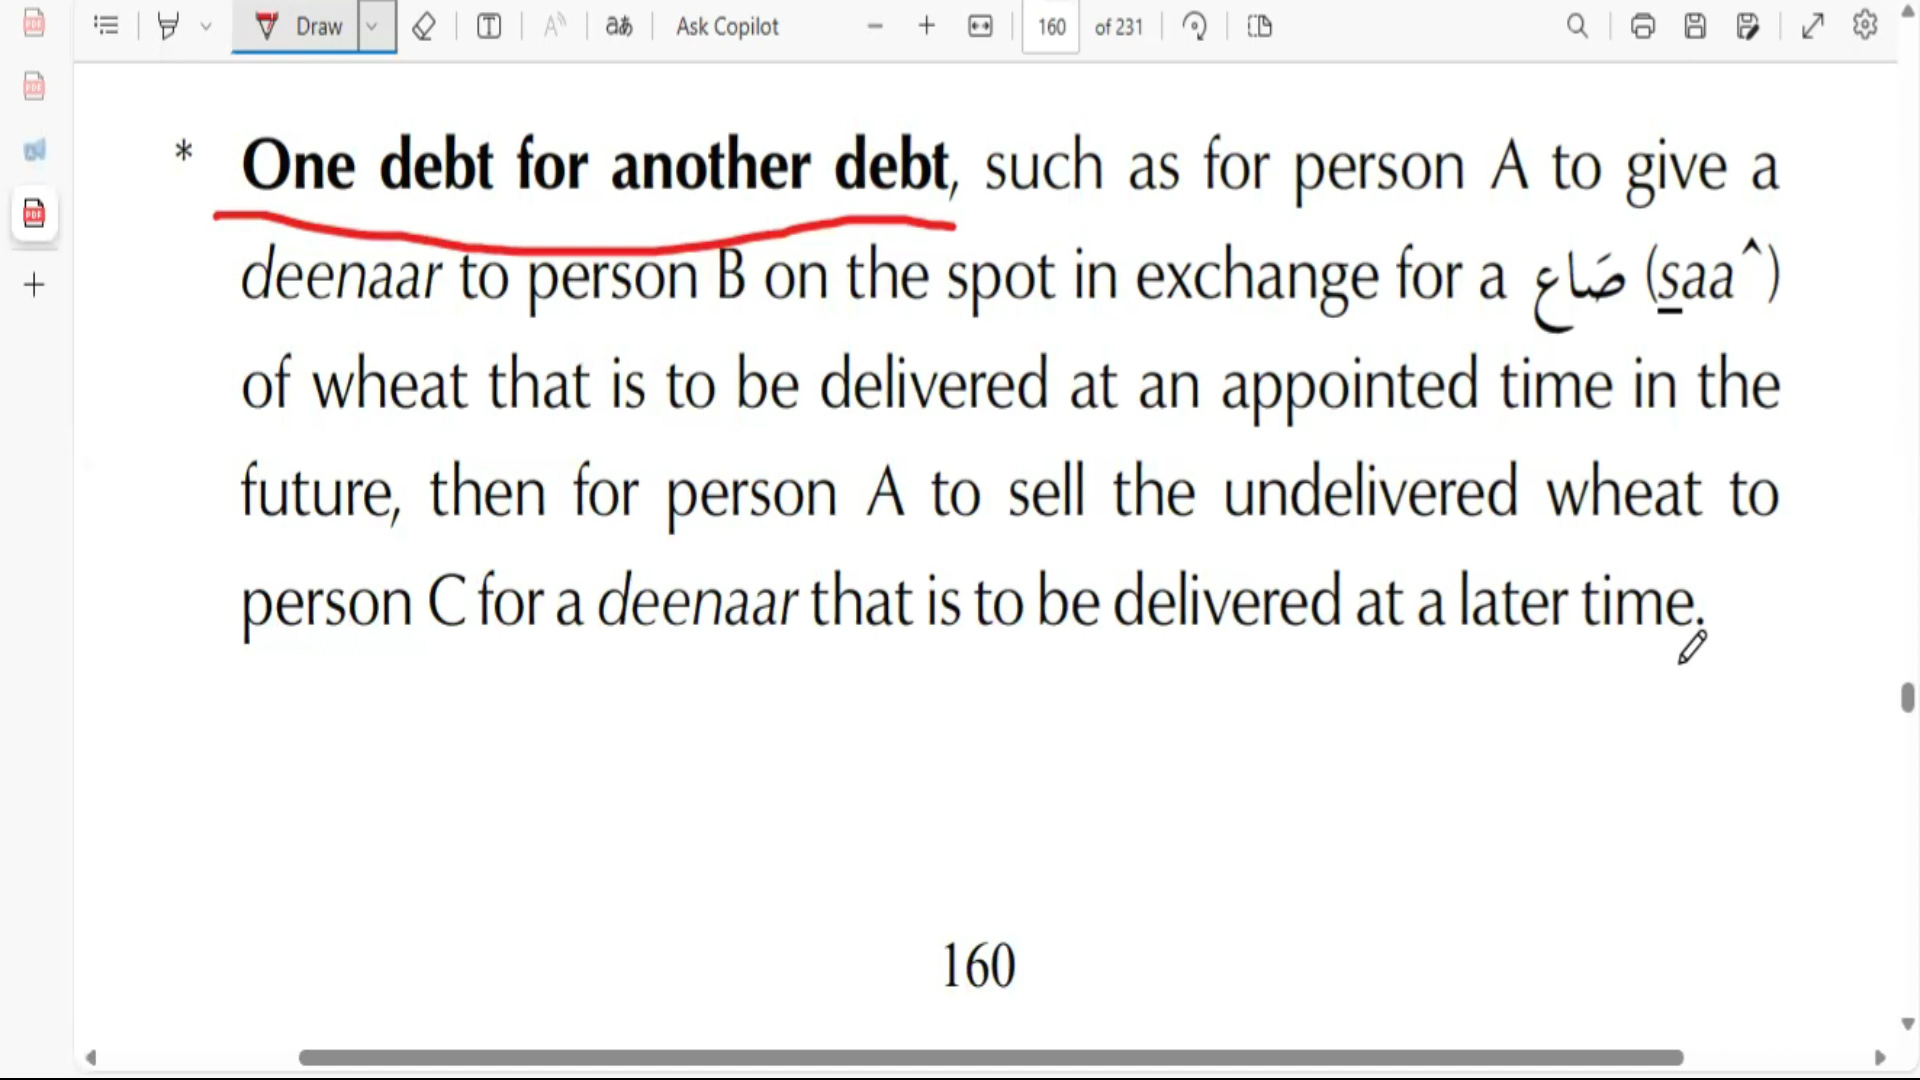 Draw
Ask Copilot
160 of 231
* One debt for another debt, such as for person A to give a
deenaar to person B on the spot in exchange for a صَاع (saa^)
of wheat that is to be delivered at an appointed time in the
future, then for person A to sell the undelivered wheat to
person C for a deenaar that is to be delivered at a later time.
160